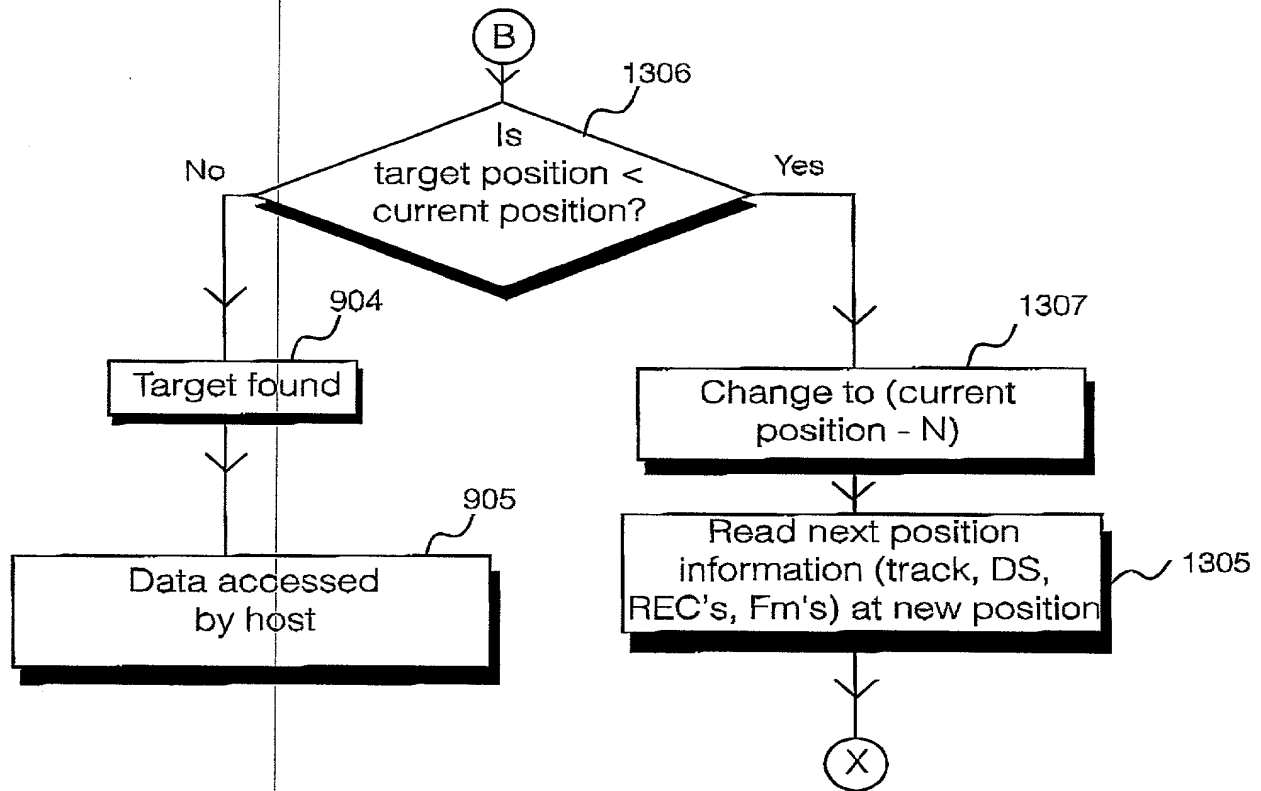 B
1306
Is
target position <
current position?
No
Yes
904
Target found
1307
Change to (current
position - N)
905
Data accessed
by host
Read next position
information (track, DS,
REC's, Fm's) at new position
1305
X